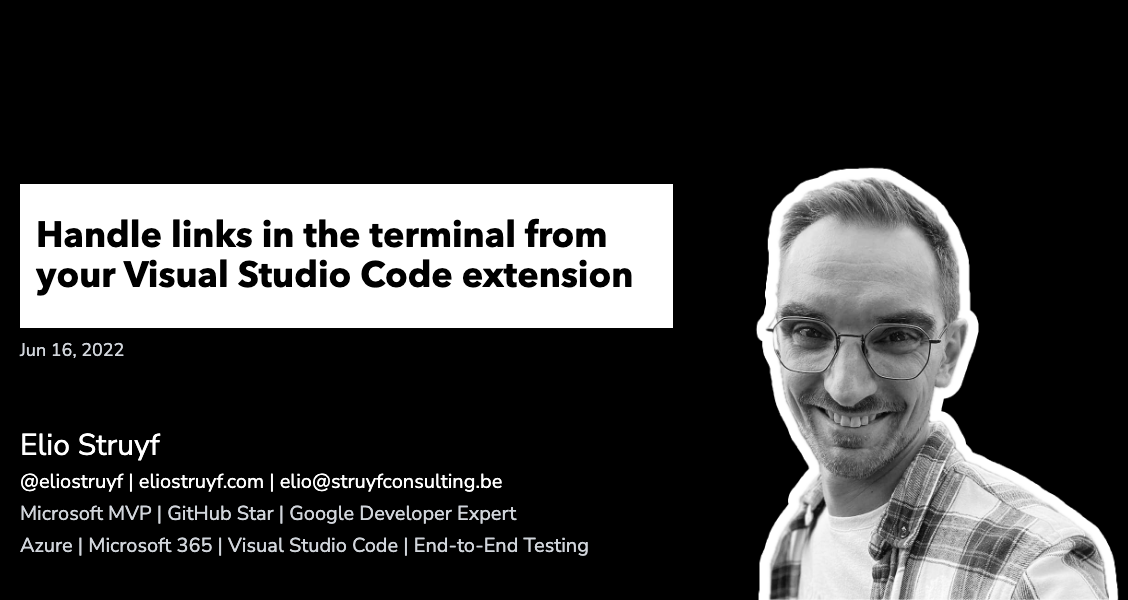 Handle links in the terminal from
your Visual Studio Code extension
Jun 16, 2022
Elio Struyf
@eliostruyf | eliostruyf.com | elio@struyfconsulting.be
Microsoft MVP | GitHub Star | Google Developer Expert
Azure | Microsoft 365 | Visual Studio Code | End-to-End Testing